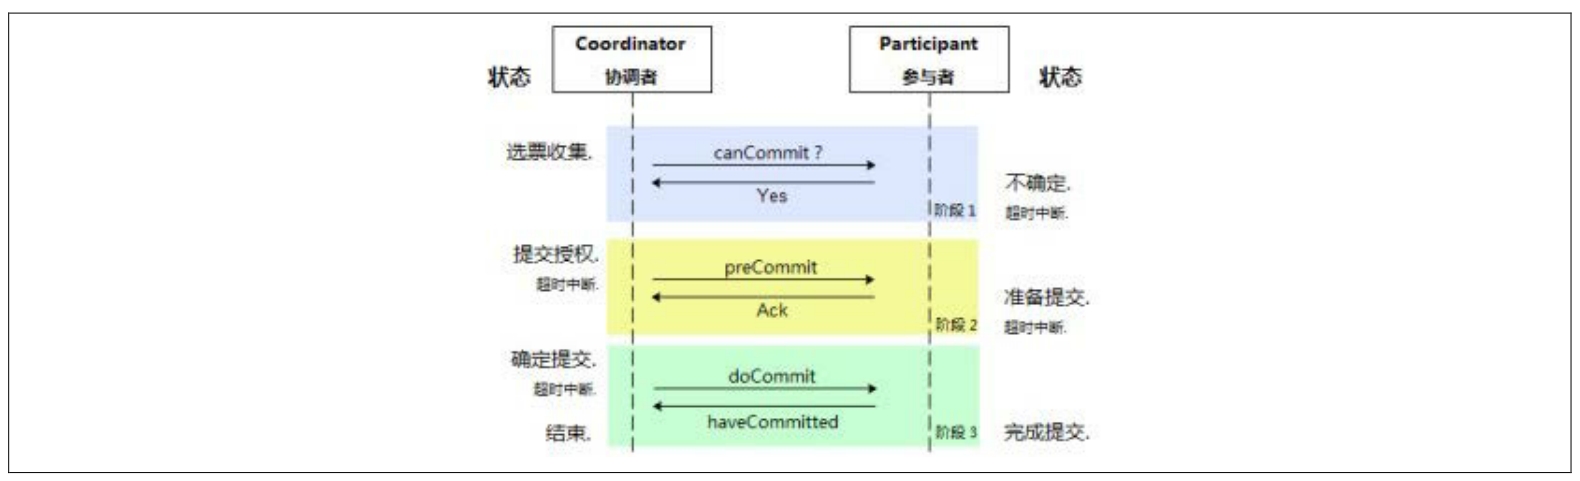 Coordinator
协调者
Participant
参与者
状态
状态
选票收集.
canCommit ?
Yes
阶段 1
不确定.
超时中断.
提交授权.
超时中断.
preCommit
Ack
阶段 2
准备提交.
超时中断.
确定提交.
超时中断.
doCommit
haveCommitted
结束.
阶段 3
完成提交.